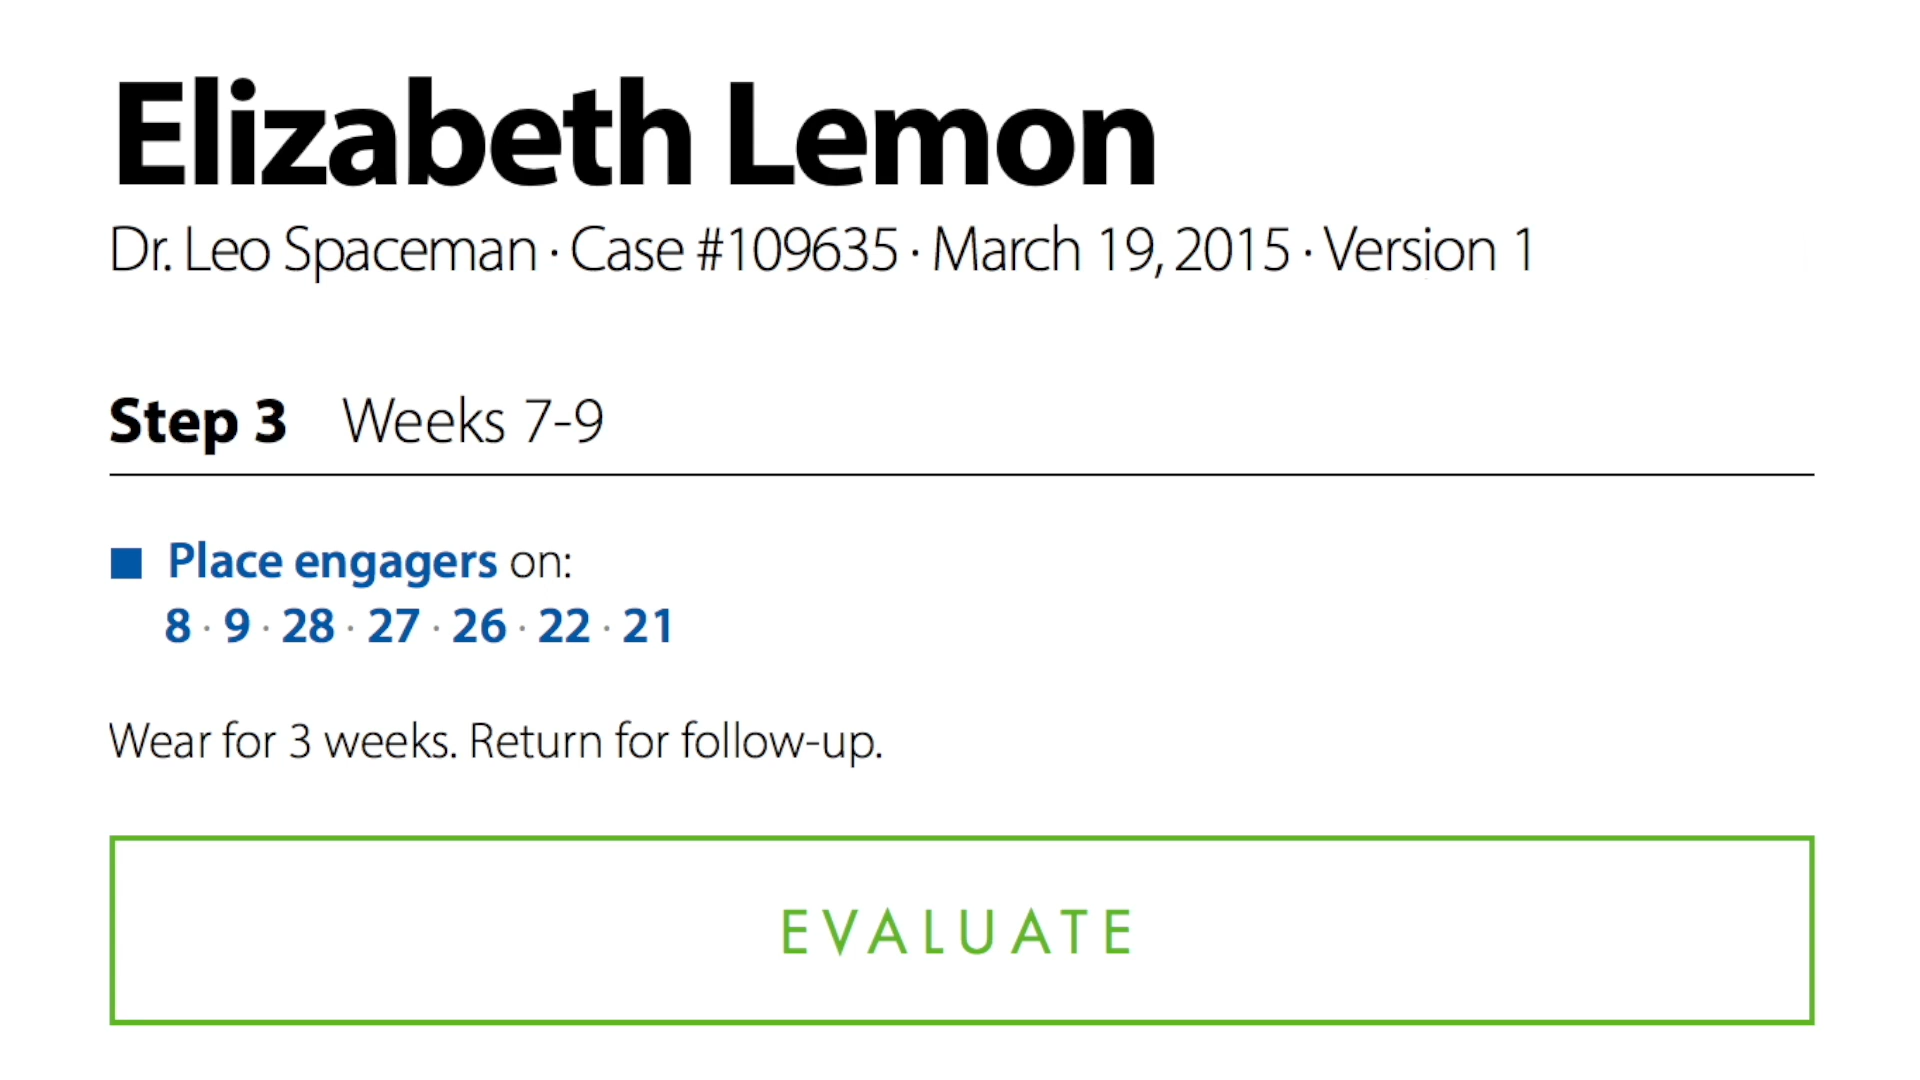 Elizabeth Lemon
Dr. Leo Spaceman · Case #109635 · March 19, 2015 · Version 1
Step 3 Weeks 7-9
Place engagers on:
8 · 9 · 28 · 27 · 26 · 22 · 21
Wear for 3 weeks. Return for follow-up.
EVALUATE